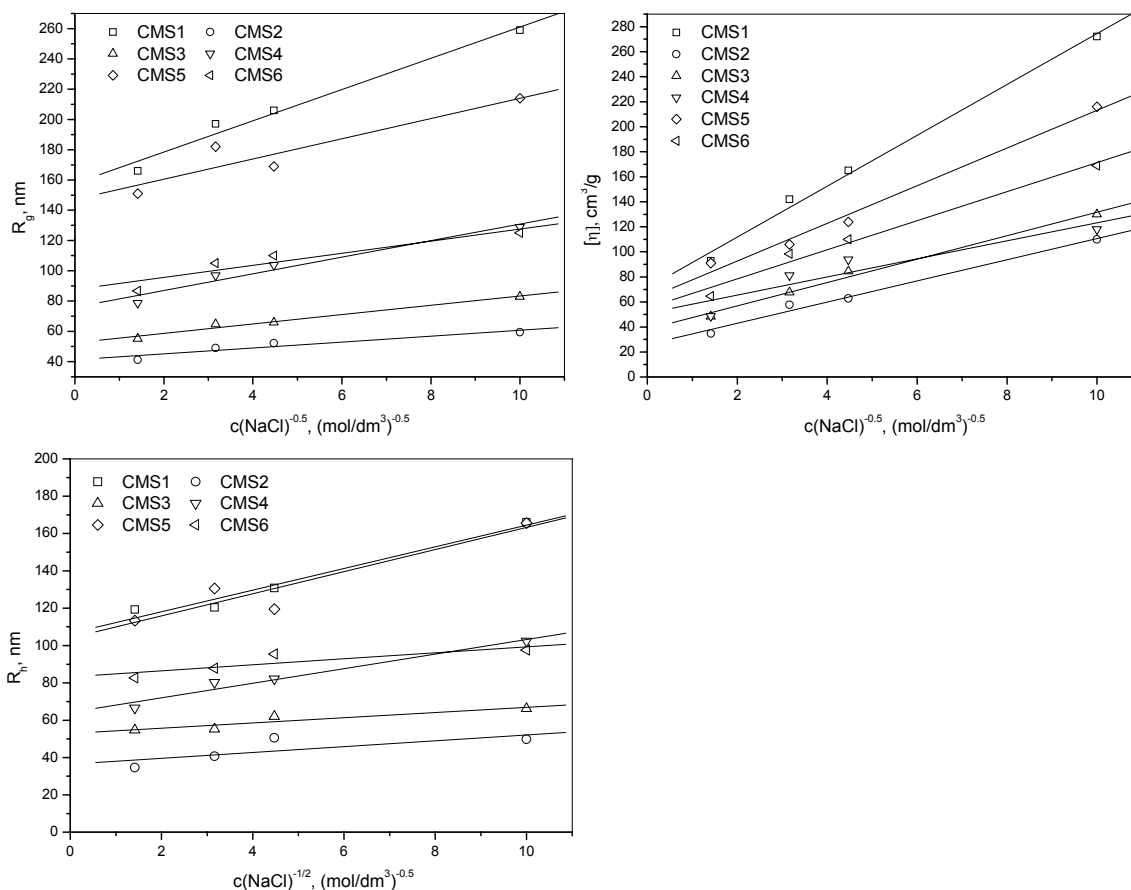 260
240
220
200
180
160
140
120
100
80
60
40
R_g, nm
CMS1 CMS2
CMS3 CMS4
CMS5 CMS6
0 2 4 6 8 10
c(NaCl)^-0.5, (mol/dm^3)^-0.5
280
260
240
220
200
180
160
140
120
100
80
60
40
20
0
[η], cm^3/g
CMS1
CMS2
CMS3
CMS4
CMS5
CMS6
0 2 4 6 8 10
c(NaCl)^-0.5, (mol/dm^3)^-0.5
200
180
160
140
120
100
80
60
40
20
0
R_h, nm
CMS1 CMS2
CMS3 CMS4
CMS5 CMS6
0 2 4 6 8 10
c(NaCl)^-1/2, (mol/dm^3)^-0.5